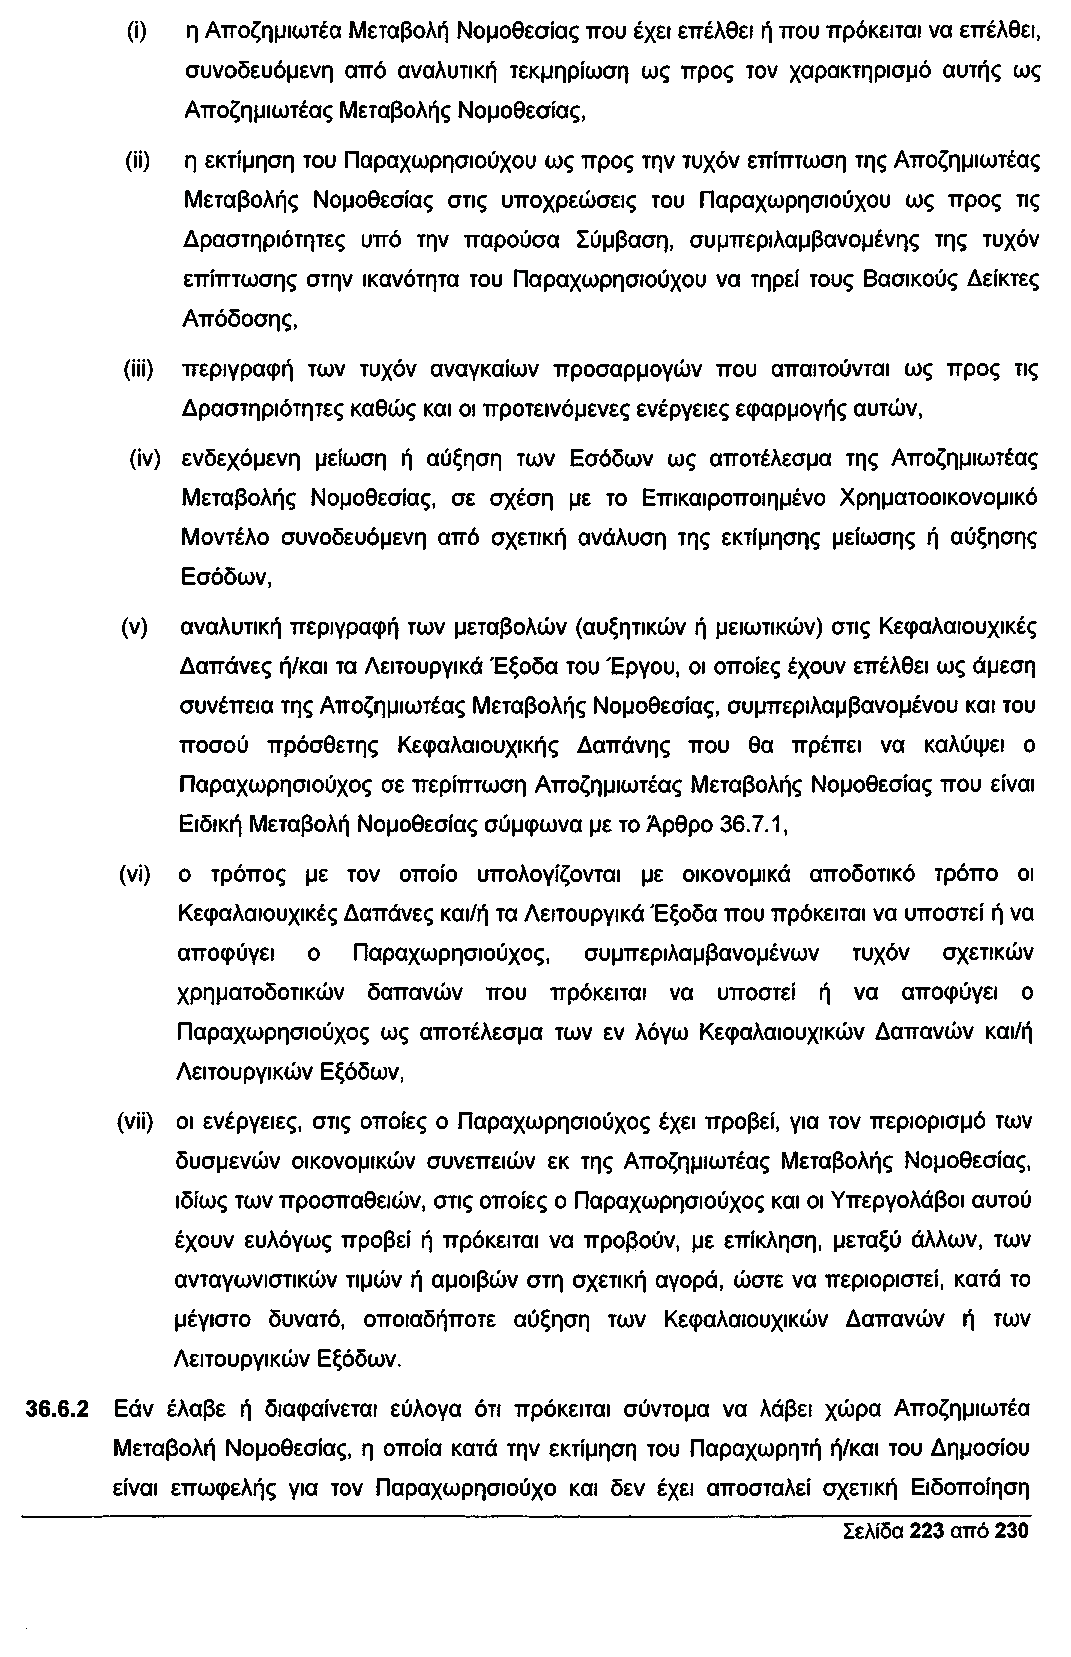 (i) η Αποζημιωτέα Μεταβολή Νομοθεσίας που έχει επέλθει ή που πρόκειται να επέλθει,
συνοδευόμενη από αναλυτική τεκμηρίωση ως προς τον χαρακτηρισμό αυτής ως
Αποζημιωτέας Μεταβολής Νομοθεσίας,
(ii) η εκτίμηση του Παραχωρησιούχου ως προς την τυχόν επίπτωση της Αποζημιωτέας
Μεταβολής Νομοθεσίας στις υποχρεώσεις του Παραχωρησιούχου ως προς τις
Δραστηριότητες υπό την παρούσα Σύμβαση, συμπεριλαμβανομένης της τυχόν
επίπτωσης στην ικανότητα του Παραχωρησιούχου να τηρεί τους Βασικούς Δείκτες
Απόδοσης,
(iii) περιγραφή των τυχόν αναγκαίων προσαρμογών που απαιτούνται ως προς τις
Δραστηριότητες καθώς και οι προτεινόμενες ενέργειες εφαρμογής αυτών,
(iv) ενδεχόμενη μείωση ή αύξηση των Εσόδων ως αποτέλεσμα της Αποζημιωτέας
Μεταβολής Νομοθεσίας, σε σχέση με το Επικαιροποιημένο Χρηματοοικονομικό
Μοντέλο συνοδευόμενη από σχετική ανάλυση της εκτίμησης μείωσης ή αύξησης
Εσόδων,
(v) αναλυτική περιγραφή των μεταβολών (αυξητικών ή μειωτικών) στις Κεφαλαιουχικές
Δαπάνες ή/και τα Λειτουργικά Έξοδα του Έργου, οι οποίες έχουν επέλθει ως άμεση
συνέπεια της Αποζημιωτέας Μεταβολής Νομοθεσίας, συμπεριλαμβανομένου και του
ποσού πρόσθετης Κεφαλαιουχικής Δαπάνης που θα πρέπει να καλύψει ο
Παραχωρησιούχος σε περίπτωση Αποζημιωτέας Μεταβολής Νομοθεσίας που είναι
Ειδική Μεταβολή Νομοθεσίας σύμφωνα με το Άρθρο 36.7.1,
(vi) ο τρόπος με τον οποίο υπολογίζονται με οικονομικά αποδοτικό τρόπο οι
Κεφαλαιουχικές Δαπάνες και/ή τα Λειτουργικά Έξοδα που πρόκειται να υποστεί ή να
αποφύγει ο Παραχωρησιούχος, συμπεριλαμβανομένων τυχόν σχετικών
χρηματοδοτικών δαπανών που πρόκειται να υποστεί ή να αποφύγει ο
Παραχωρησιούχος ως αποτέλεσμα των εν λόγω Κεφαλαιουχικών Δαπανών και/ή
Λειτουργικών Εξόδων,
(vii) οι ενέργειες, στις οποίες ο Παραχωρησιούχος έχει προβεί, για τον περιορισμό των
δυσμενών οικονομικών συνεπειών εκ της Αποζημιωτέας Μεταβολής Νομοθεσίας,
ιδίως των προσπαθειών, στις οποίες ο Παραχωρησιούχος και οι Υπεργολάβοι αυτού
έχουν ευλόγως προβεί ή πρόκειται να προβούν, με επίκληση, μεταξύ άλλων, των
ανταγωνιστικών τιμών ή αμοιβών στη σχετική αγορά, ώστε να περιοριστεί, κατά το
μέγιστο δυνατό, οποιαδήποτε αύξηση των Κεφαλαιουχικών Δαπανών ή των
Λειτουργικών Εξόδων.
36.6.2 Εάν έλαβε ή διαφαίνεται εύλογα ότι πρόκειται σύντομα να λάβει χώρα Αποζημιωτέα
Μεταβολή Νομοθεσίας, η οποία κατά την εκτίμηση του Παραχωρητή ή/και του Δημοσίου
είναι επωφελής για τον Παραχωρησιούχο και δεν έχει αποσταλεί σχετική Ειδοποίηση
Σελίδα 223 από 230